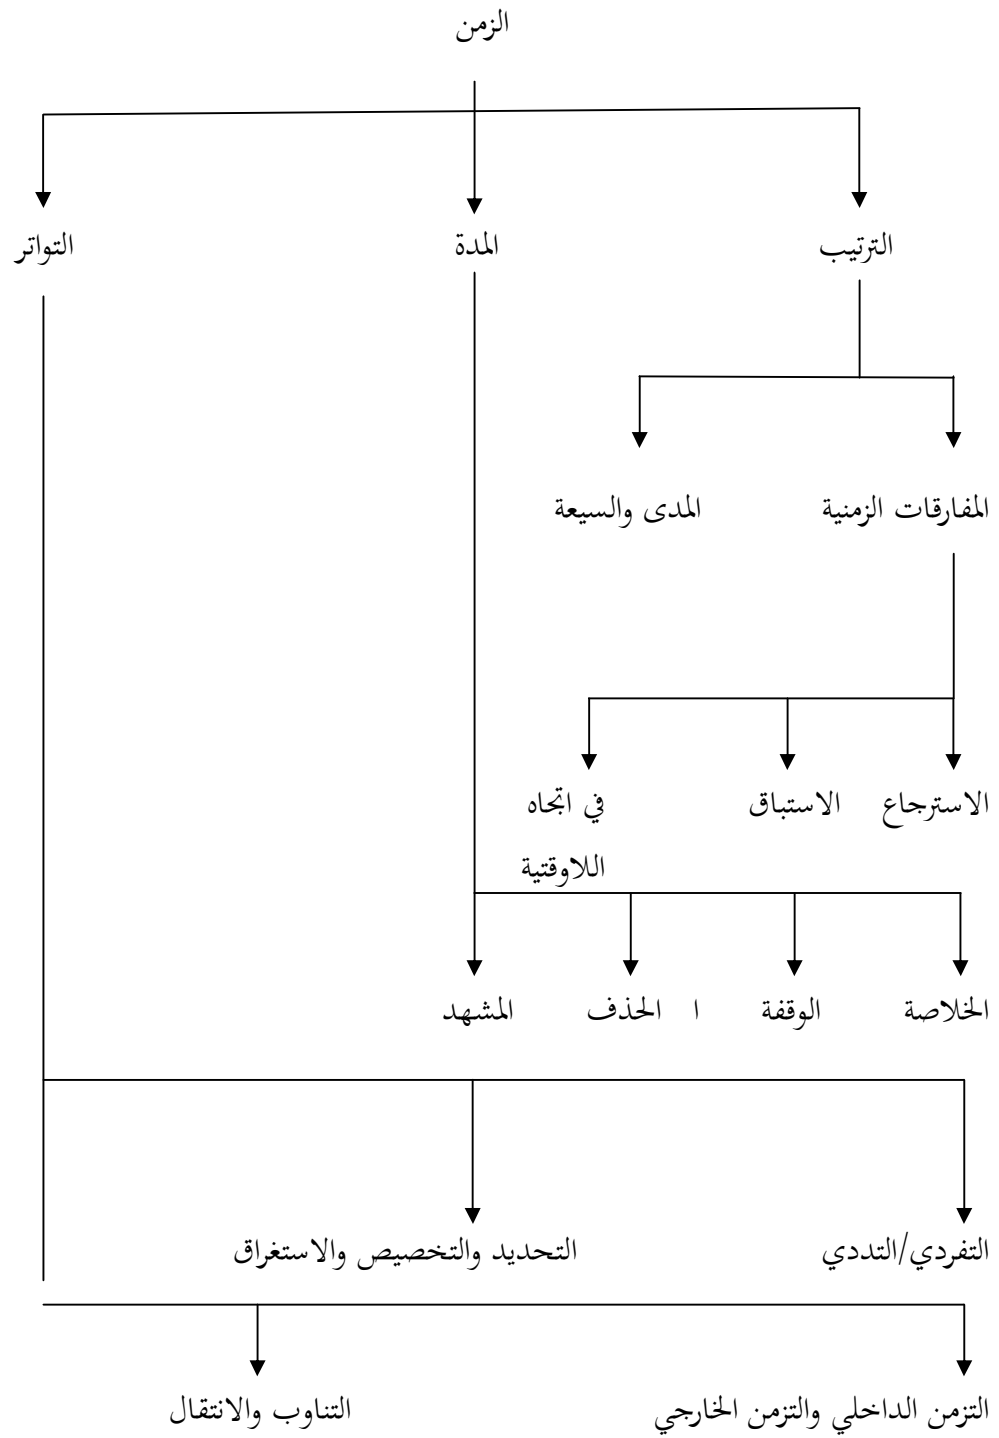 الزمن
الترتيب المدة التواتر
المفارقات الزمنية المدى والسيعة
الاسترجاع الاستباق في اتجاه
اللاوقتية
الخلاصة الوقفة ا الحذف المشهد
التفردي/التددي التحديد والتخصيص والاستغراق
التزمن الداخلي والتزمن الخارجي التناوب والانتقال